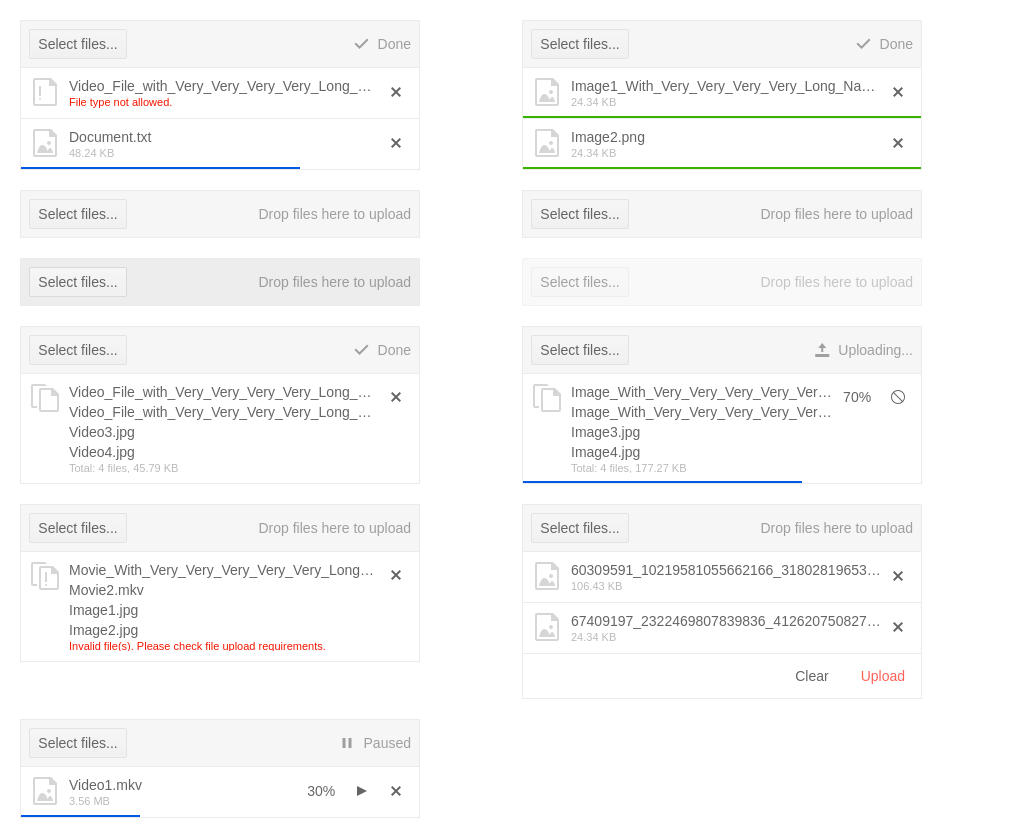 Select files...
Done
Video_File_with_Very_Very_Very_Very_Long_...
File type not allowed.
Document.txt
48.24 KB
Select files...
Done
Image1_With_Very_Very_Very_Very_Long_Na...
24.34 KB
Image2.png
24.34 KB
Select files...
Drop files here to upload
Select files...
Drop files here to upload
Select files...
Drop files here to upload
Select files...
Drop files here to upload
Select files...
Done
Video_File_with_Very_Very_Very_Very_Long_...
Video_File_with_Very_Very_Very_Very_Long_...
Video3.jpg
Video4.jpg
Total: 4 files, 45.79 KB
Select files...
Uploading...
Image_With_Very_Very_Very_Very_Ver...
70%
Image_With_Very_Very_Very_Very_Ver...
Image3.jpg
Image4.jpg
Total: 4 files, 177.27 KB
Select files...
Drop files here to upload
Movie_With_Very_Very_Very_Very_Very_Long...
Movie2.mkv
Image1.jpg
Image2.jpg
Invalid file(s). Please check file upload requirements.
Select files...
Drop files here to upload
60309591_10219581055662166_31802819653...
106.43 KB
67409197_2322469807839836_412620750827...
24.34 KB
Clear
Upload
Select files...
Paused
Video1.mkv
30%
3.56 MB